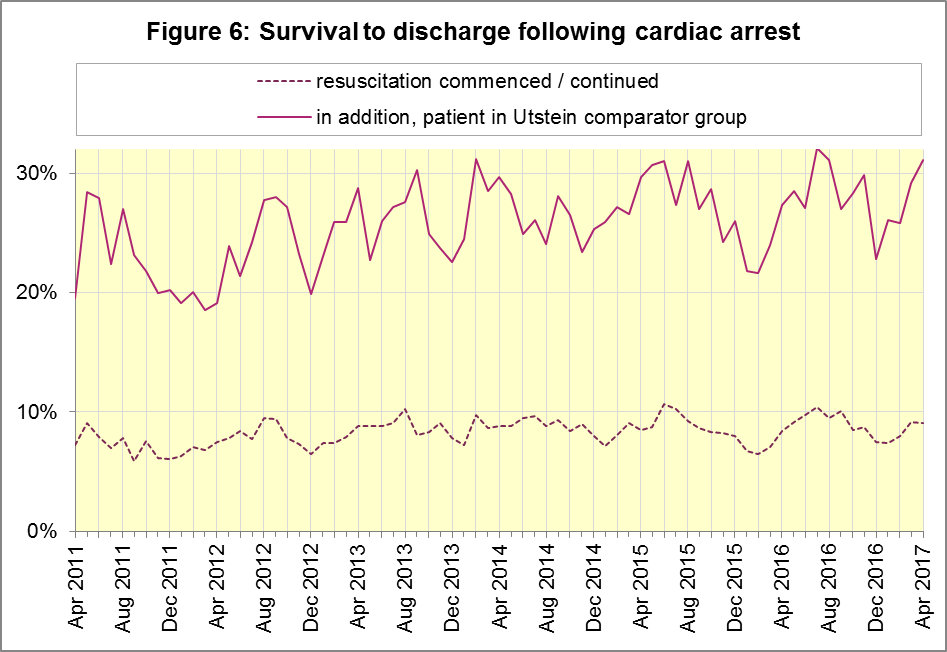 Figure 6: Survival to discharge following cardiac arrest
resuscitation commenced / continued
in addition, patient in Utstein comparator group
30%
20%
10%
0%
Apr 2011
Aug 2011
Dec 2011
Apr 2012
Aug 2012
Dec 2012
Apr 2013
Aug 2013
Dec 2013
Apr 2014
Aug 2014
Dec 2014
Apr 2015
Aug 2015
Dec 2015
Apr 2016
Aug 2016
Dec 2016
Apr 2017